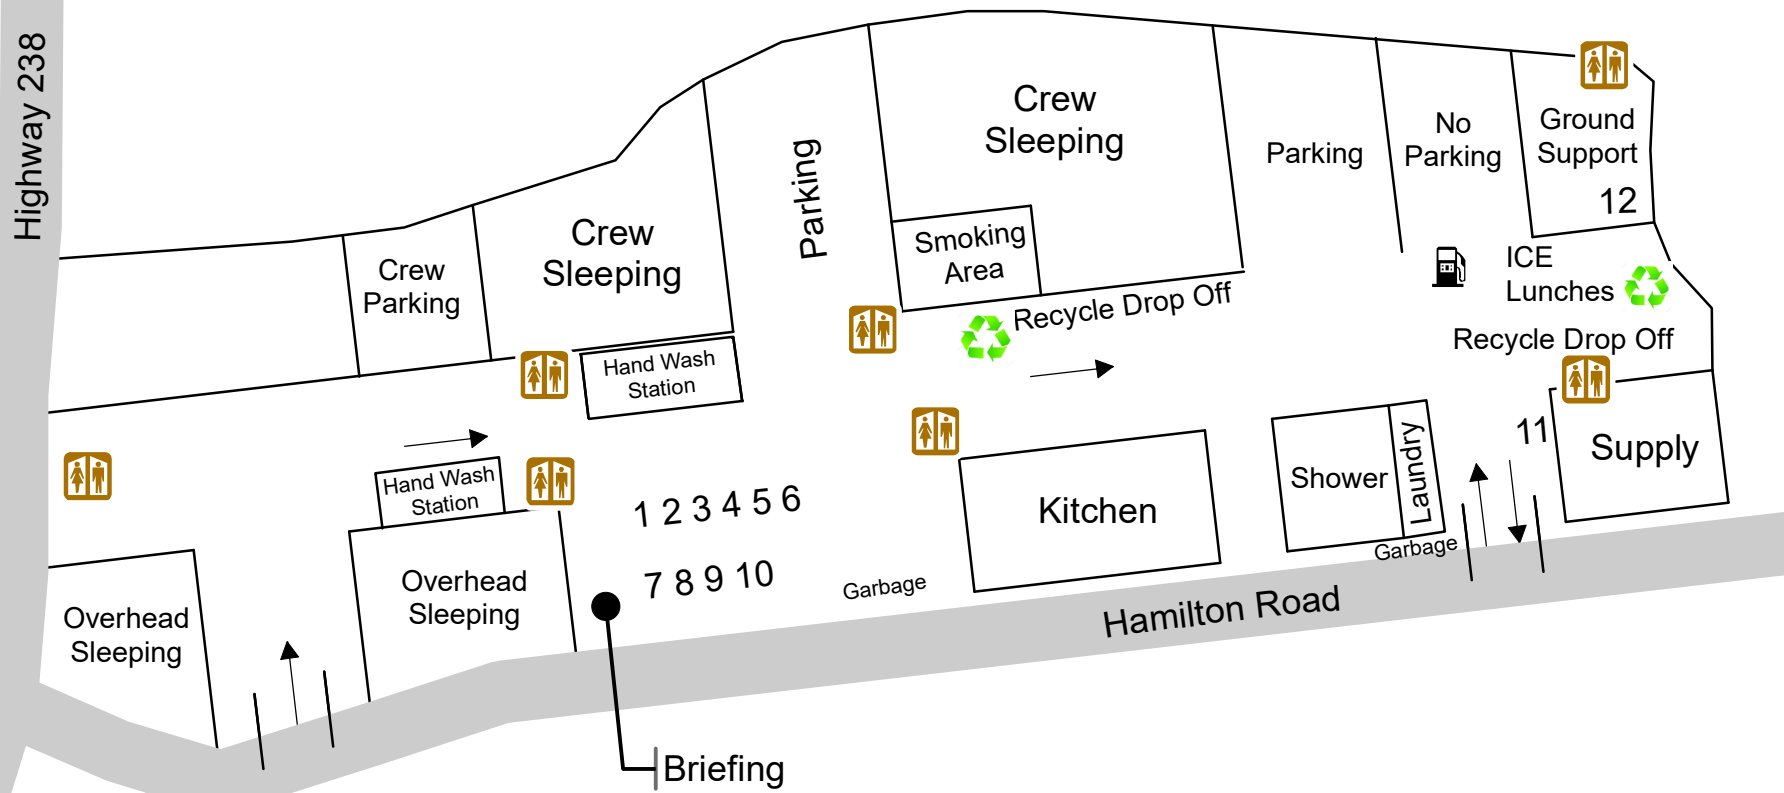 Highway 238
Crew
Parking
Crew
Sleeping
Parking
Crew
Sleeping
Smoking
Area
Parking
No
Parking
Ground
Support
12
ICE
Lunches
Recycle Drop Off
Recycle Drop Off
Hand Wash
Station
Hand Wash
Station
Overhead
Sleeping
Overhead
Sleeping
1 2 3 4 5 6
7 8 9 10
Garbage
Kitchen
Shower
Laundry
Garbage
11
Supply
Hamilton Road
Briefing